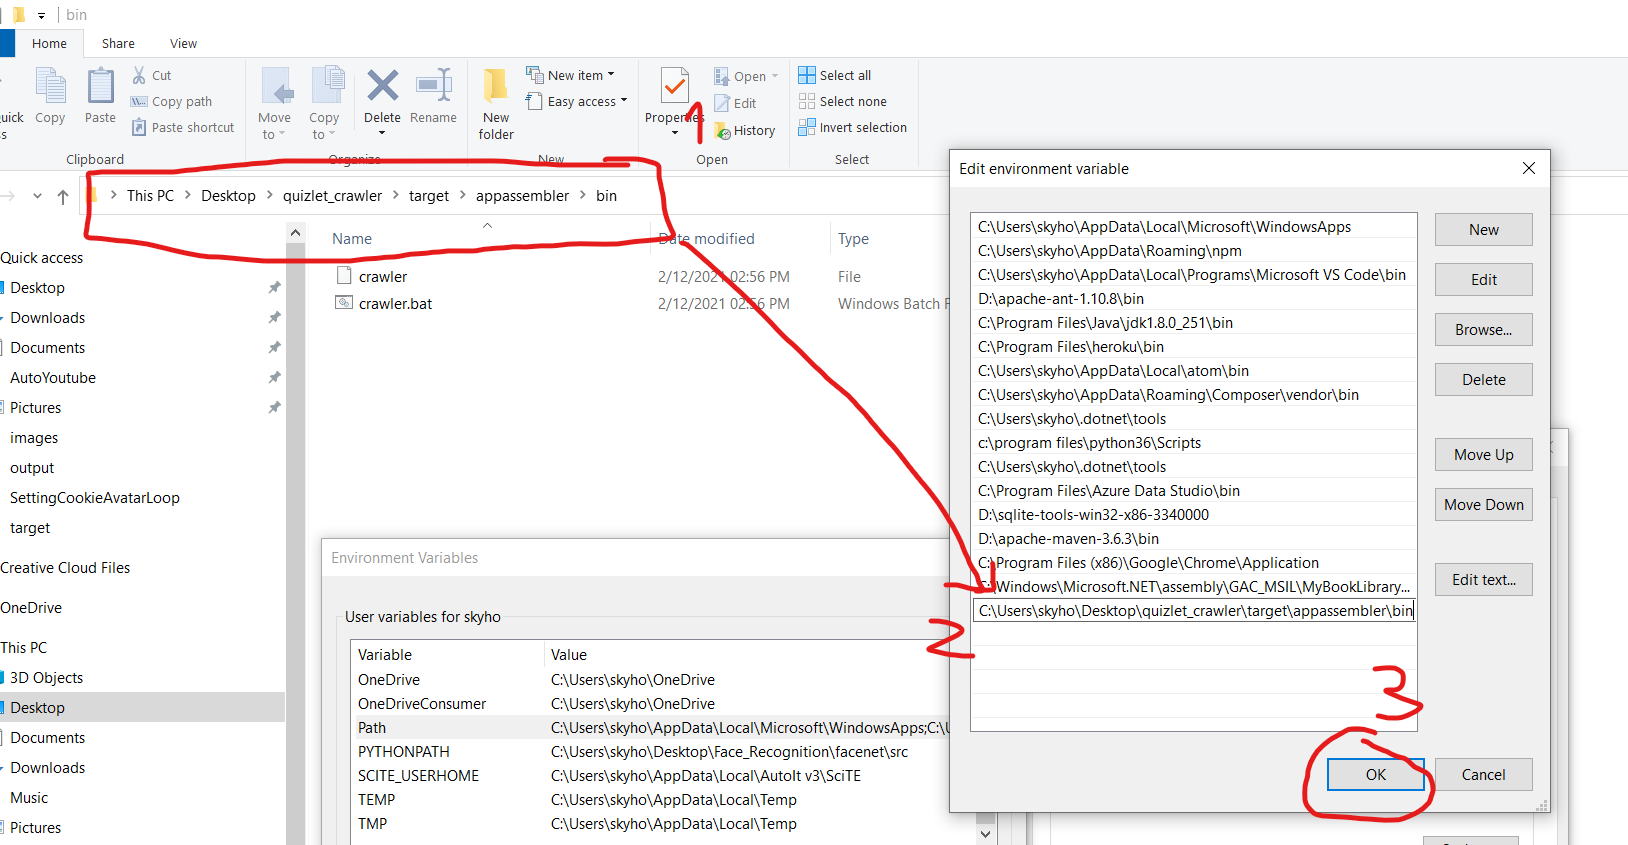 bin
Home Share View
Cut
Copy path
Paste shortcut
Copy
Paste
Clipboard
Move to
Copy to
Delete
Rename
Organize
New folder
New item
Easy access
New
Properties
Open
Edit
History
Open
Select all
Select none
Invert selection
Select
1
This PC > Desktop > quizlet_crawler > target > appassembler > bin
Name Date modified Type
crawler 2/12/2021 02:56 PM File
crawler.bat 2/12/2021 02:56 PM Windows Batch F
Quick access
Desktop
Downloads
Documents
AutoYoutube
Pictures
images
output
SettingCookieAvatarLoop
target
Creative Cloud Files
OneDrive
This PC
3D Objects
Desktop
Documents
Downloads
Music
Pictures
Environment Variables
User variables for skyho
Variable Value
OneDrive C:\Users\skyho\OneDrive
OneDriveConsumer C:\Users\skyho\OneDrive
Path C:\Users\skyho\AppData\Local\Microsoft\WindowsApps;C:\U
PYTHONPATH C:\Users\skyho\Desktop\Face_Recognition\facenet\src
SCITE_USERHOME C:\Users\skyho\AppData\Local\AutoIt v3\SciTE
TEMP C:\Users\skyho\AppData\Local\Temp
TMP C:\Users\skyho\AppData\Local\Temp
Edit environment variable
C:\Users\skyho\AppData\Local\Microsoft\WindowsApps
C:\Users\skyho\AppData\Roaming\npm
C:\Users\skyho\AppData\Local\Programs\Microsoft VS Code\bin
D:\apache-ant-1.10.8\bin
C:\Program Files\Java\jdk1.8.0_251\bin
C:\Program Files\heroku\bin
C:\Users\skyho\AppData\Local\atom\bin
C:\Users\skyho\AppData\Roaming\Composer\vendor\bin
C:\Users\skyho\.dotnet\tools
c:\program files\python36\Scripts
C:\Users\skyho\.dotnet\tools
C:\Program Files\Azure Data Studio\bin
D:\sqlite-tools-win32-x86-3340000
D:\apache-maven-3.6.3\bin
C:\Program Files (x86)\Google\Chrome\Application
C:\Windows\Microsoft.NET\assembly\GAC_MSIL\MyBookLibrary...
C:\Users\skyho\Desktop\quizlet_crawler\target\appassembler\bin
2
3
New
Edit
Browse...
Delete
Move Up
Move Down
Edit text...
OK
Cancel